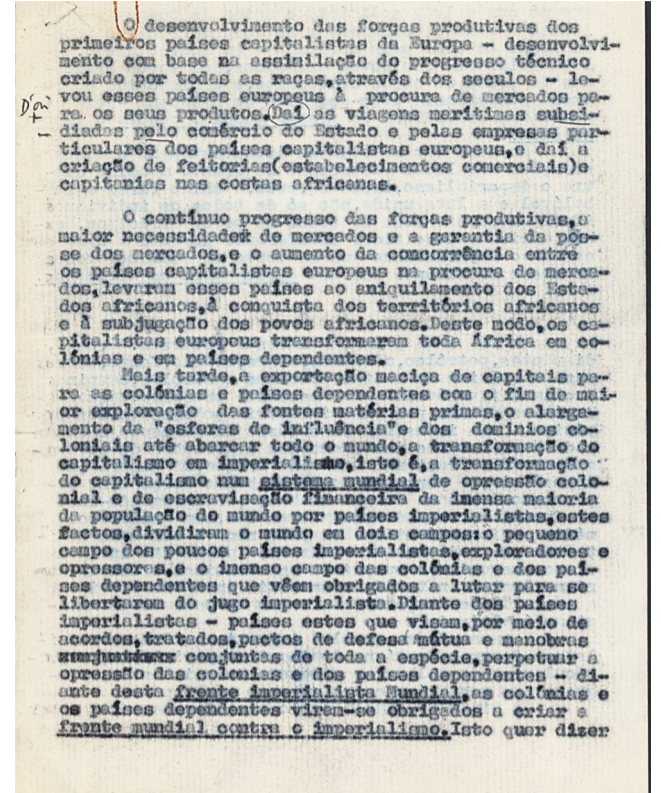 O desenvolvimento das forças produtivas dos
primeiros países capitalistas da Europa - desenvolvi-
mento com base na assimilação do progresso técnico
criado por todas as raças,através dos seculos - le-
vou esses países europeus à procura de mercados pa-
ra os seus produtos.Daí as viagens marítimas subsi-
diadas pelo comércio do Estado e pelas empresas par-
ticulares dos países capitalistas europeus,e daí a
criação de feitorias(estabelecimentos comerciais)e
capitanias nas costas africanas.
O contínuo progresso das forças produtivas,a
maior necessidade de mercados e a garantia da pos-
se dos mercados,e o aumento da concorrência entre
os países capitalistas europeus na procura de merca-
dos,levaram esses países ao aniquilamento dos Esta-
dos africanos,à conquista dos territórios africanos
e à subjugação dos povos africanos.Deste modo,os ca-
pitalistas europeus transformaram toda África em co-
lónias e em países dependentes.
Mais tarde,a exportação maciça de capitais pa-
ra as colónias e países dependentes com o fim de mai-
or exploração das fontes matérias primas,o alarga-
mento da "esferas de influência"e dos dominios co-
loniais até abarcar todo o mundo,a transformação do
capitalismo em imperialismo,isto é,a transformação
do capitalismo num sistema mundial de opressão colo-
nial e de escravisação financeira da imensa maioria
da população do mundo por países imperialistas,estes
factos,dividiram o mundo em dois campos:o pequeno
campo dos poucos países imperialistas,exploradores e
opressores,e o imenso campo das colónias e dos paí-
ses dependentes que vêem obrigados a lutar para se
libertarem do jugo imperialista.Diante dos países
imperialistas - países estes que visam,por meio de
acordos,tratados,pactos de defesa mútua e manobras
conjuntas de toda a espécie,perpetuar a
opressão das colonias e dos países dependentes - di-
ante desta frente imperialista Mundial,as colónias e
os países dependentes viram-se obrigados a criar a
frente mundial contra o imperialismo.Isto quer dizer